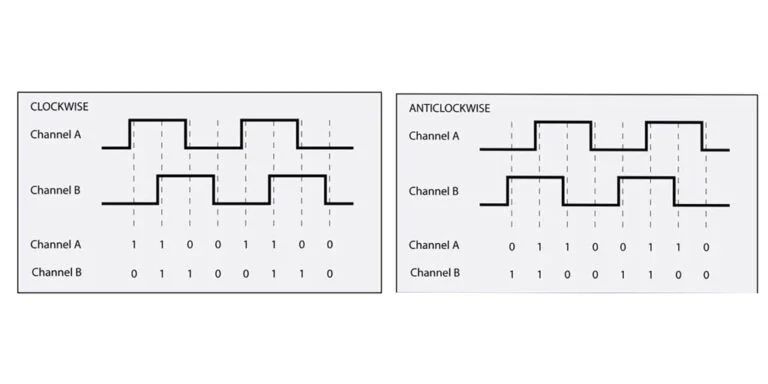 CLOCKWISE
Channel A
Channel B
Channel A 1 1 0 0 1 1 0 0
Channel B 0 1 1 0 0 1 1 0
ANTICLOCKWISE
Channel A
Channel B
Channel A 0 1 1 0 0 1 1 0
Channel B 1 1 0 0 1 1 0 0